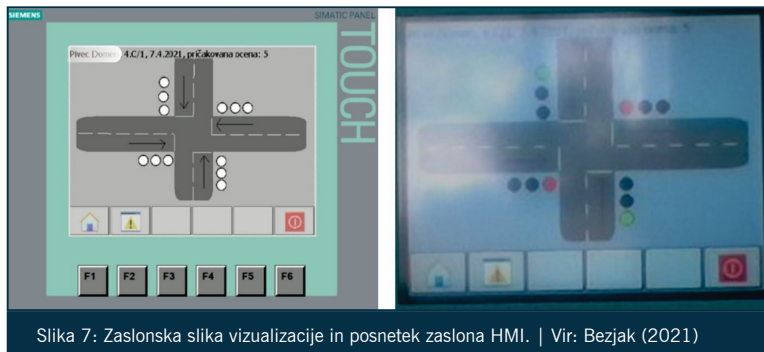 SIEMENS
SIMATIC PANEL
TOUCH
Pivec Domen 4.C/1, 7.4.2021, pričakovana ocena: 5
F1 F2 F3 F4 F5 F6
Slika 7: Zaslonska slika vizualizacije in posnetek zaslona HMI. | Vir: Bezjak (2021)